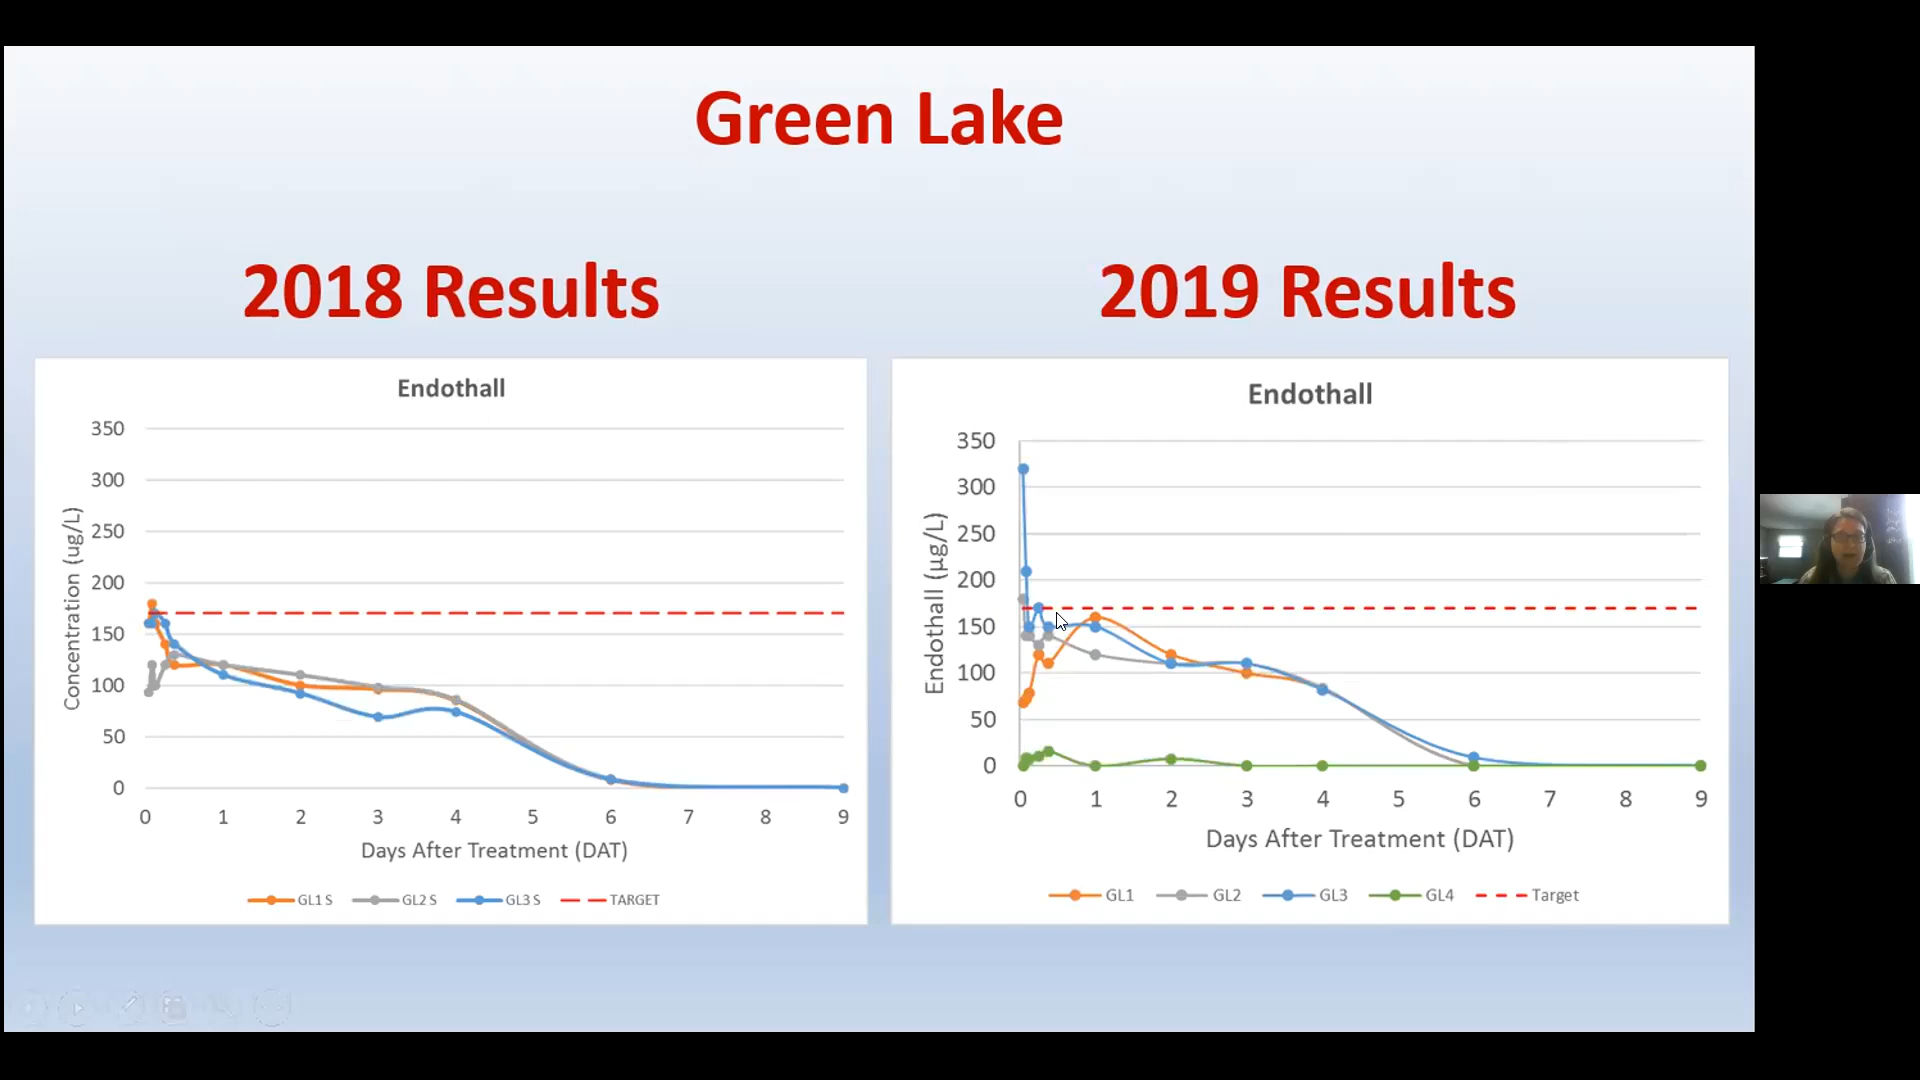 Green Lake
2018 Results
2019 Results
Endothall
350
300
250
200
150
100
50
0
Concentration (ug/L)
0 1 2 3 4 5 6 7 8 9
Days After Treatment (DAT)
GL1 S GL2 S GL3 S TARGET
Endothall
350
300
250
200
150
100
50
0
Endothall (µg/L)
0 1 2 3 4 5 6 7 8 9
Days After Treatment (DAT)
GL1 GL2 GL3 GL4 Target